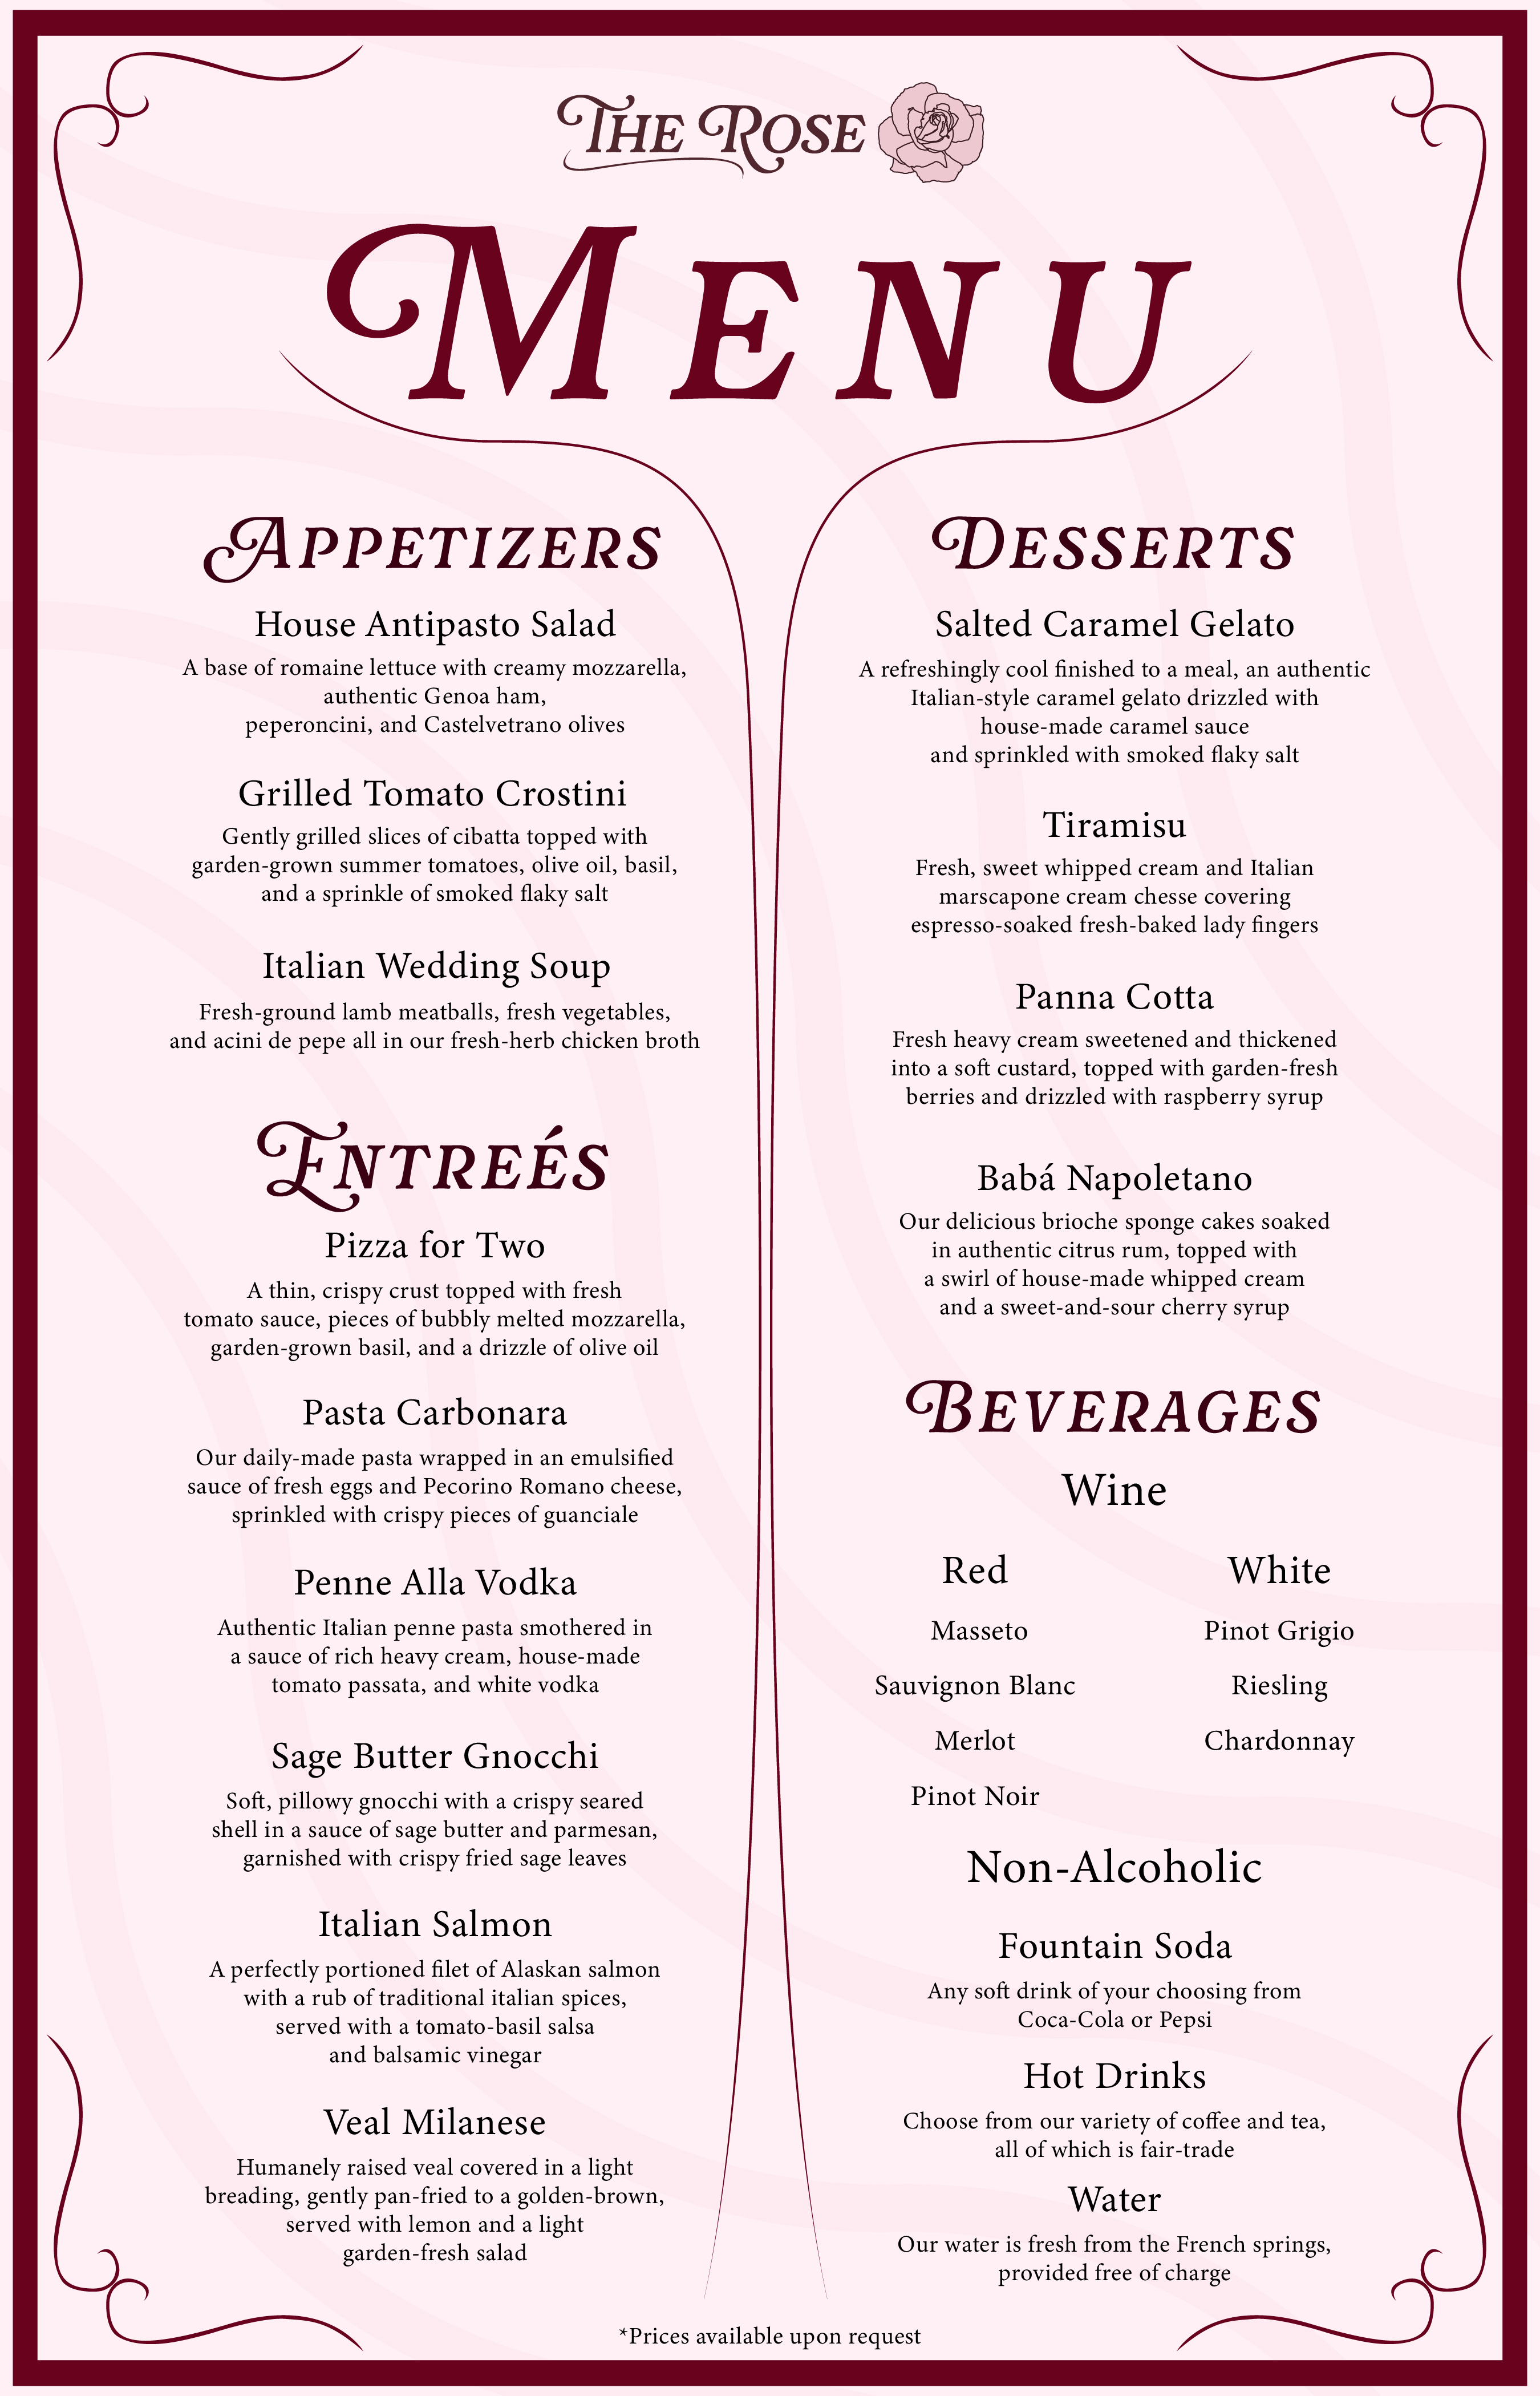 The Rose
Menu
Appetizers
House Antipasto Salad
A base of romaine lettuce with creamy mozzarella,
authentic Genoa ham,
peperoncini, and Castelvetrano olives
Grilled Tomato Crostini
Gently grilled slices of cibatta topped with
garden-grown summer tomatoes, olive oil, basil,
and a sprinkle of smoked flaky salt
Italian Wedding Soup
Fresh-ground lamb meatballs, fresh vegetables,
and acini de pepe all in our fresh-herb chicken broth
Entreés
Pizza for Two
A thin, crispy crust topped with fresh
tomato sauce, pieces of bubbly melted mozzarella,
garden-grown basil, and a drizzle of olive oil
Pasta Carbonara
Our daily-made pasta wrapped in an emulsified
sauce of fresh eggs and Pecorino Romano cheese,
sprinkled with crispy pieces of guanciale
Penne Alla Vodka
Authentic Italian penne pasta smothered in
a sauce of rich heavy cream, house-made
tomato passata, and white vodka
Sage Butter Gnocchi
Soft, pillowy gnocchi with a crispy seared
shell in a sauce of sage butter and parmesan,
garnished with crispy fried sage leaves
Italian Salmon
A perfectly portioned filet of Alaskan salmon
with a rub of traditional italian spices,
served with a tomato-basil salsa
and balsamic vinegar
Veal Milanese
Humanely raised veal covered in a light
breading, gently pan-fried to a golden-brown,
served with lemon and a light
garden-fresh salad
Desserts
Salted Caramel Gelato
A refreshingly cool finished to a meal, an authentic
Italian-style caramel gelato drizzled with
house-made caramel sauce
and sprinkled with smoked flaky salt
Tiramisu
Fresh, sweet whipped cream and Italian
marscapone cream chesse covering
espresso-soaked fresh-baked lady fingers
Panna Cotta
Fresh heavy cream sweetened and thickened
into a soft custard, topped with garden-fresh
berries and drizzled with raspberry syrup
Babá Napoletano
Our delicious brioche sponge cakes soaked
in authentic citrus rum, topped with
a swirl of house-made whipped cream
and a sweet-and-sour cherry syrup
Beverages
Wine
Red
Masseto
Sauvignon Blanc
Merlot
Pinot Noir
White
Pinot Grigio
Riesling
Chardonnay
Non-Alcoholic
Fountain Soda
Any soft drink of your choosing from
Coca-Cola or Pepsi
Hot Drinks
Choose from our variety of coffee and tea,
all of which is fair-trade
Water
Our water is fresh from the French springs,
provided free of charge
*Prices available upon request